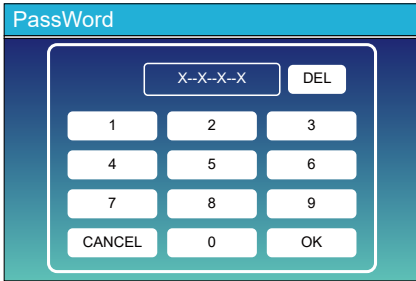 PassWord
X--X--X--X DEL
1 2 3
4 5 6
7 8 9
CANCEL 0 OK